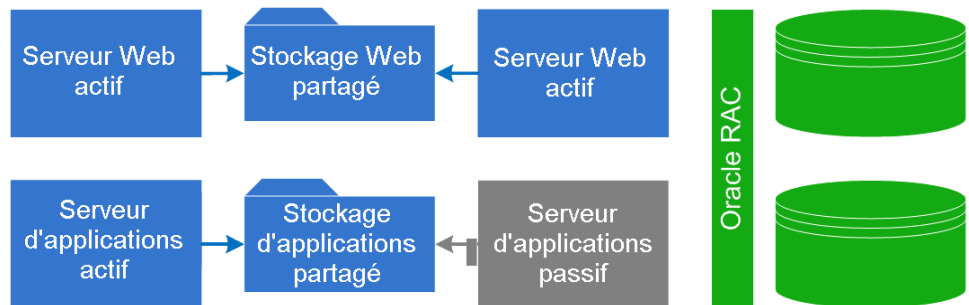 Serveur Web
actif
Stockage Web
partagé
Serveur Web
actif
Serveur
d'applications
actif
Stockage
d'applications
partagé
Serveur
d'applications
passif
Oracle RAC